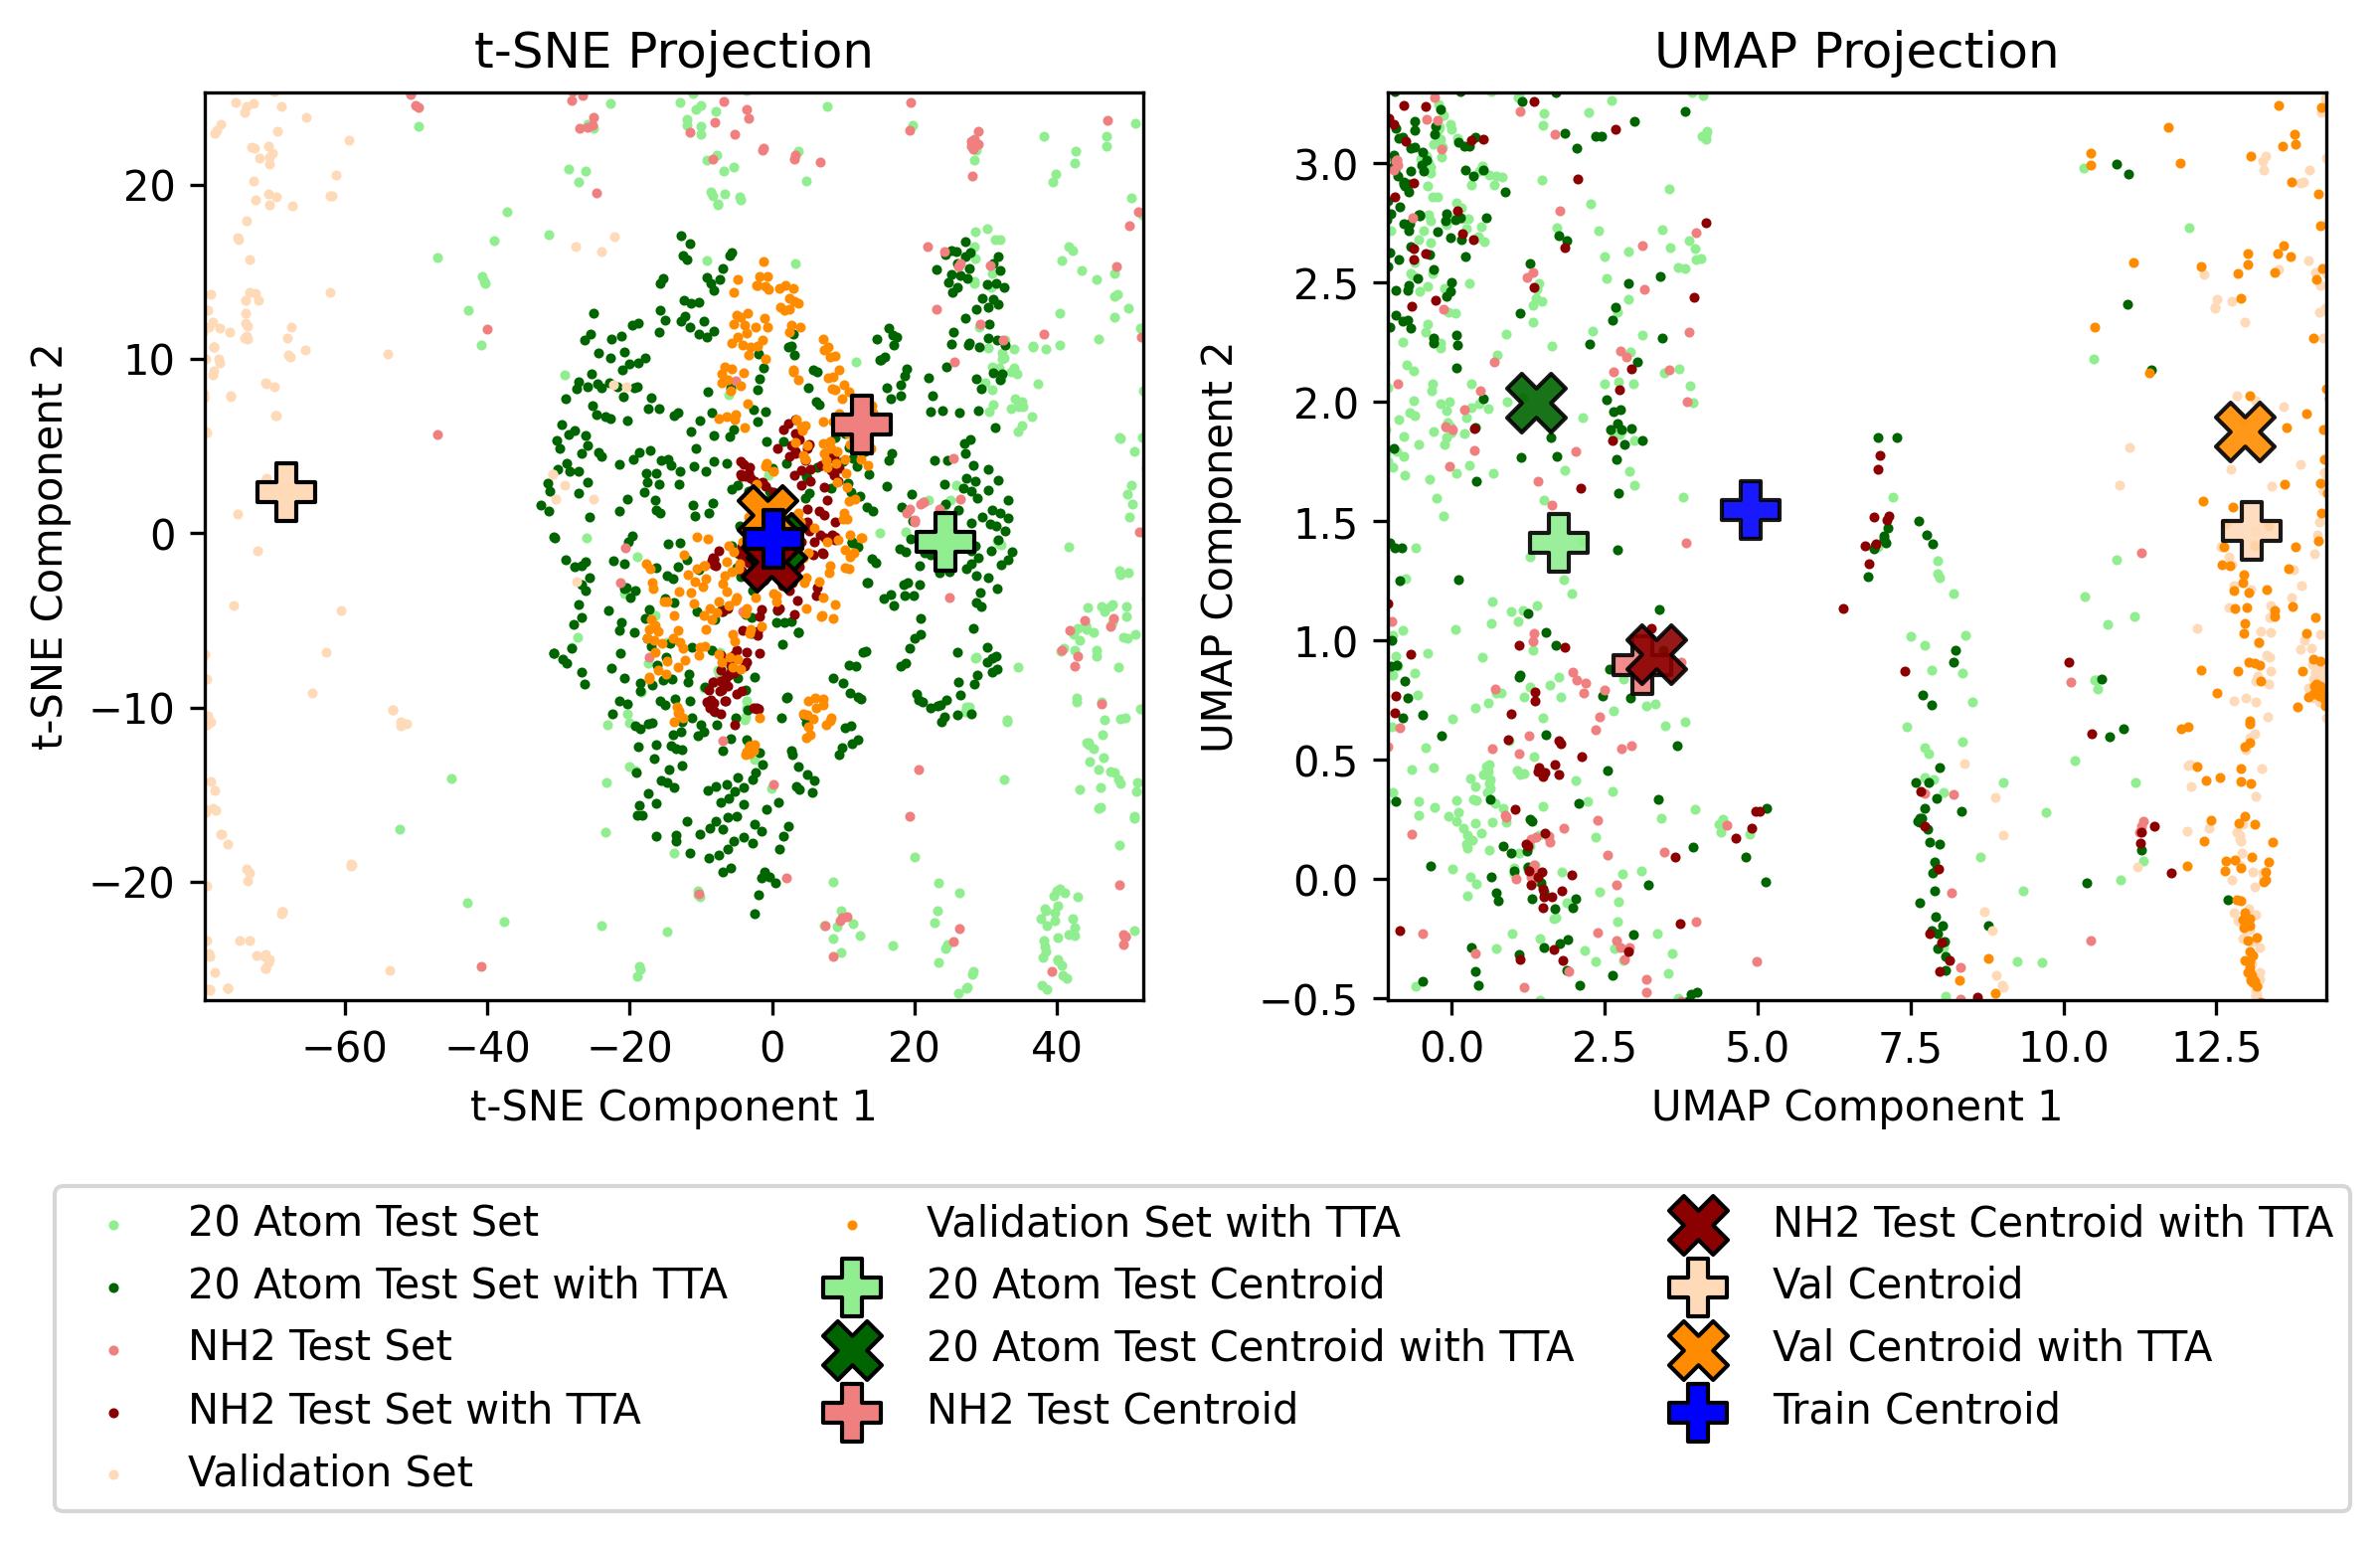 t-SNE Projection
20
10
0
−10
−20
t-SNE Component 2
−60 −40 −20 0 20 40
t-SNE Component 1
UMAP Projection
3.0
2.5
2.0
1.5
1.0
0.5
0.0
−0.5
UMAP Component 2
0.0 2.5 5.0 7.5 10.0 12.5
UMAP Component 1
20 Atom Test Set
20 Atom Test Set with TTA
NH2 Test Set
NH2 Test Set with TTA
Validation Set
Validation Set with TTA
20 Atom Test Centroid
20 Atom Test Centroid with TTA
NH2 Test Centroid
NH2 Test Centroid with TTA
Val Centroid
Val Centroid with TTA
Train Centroid